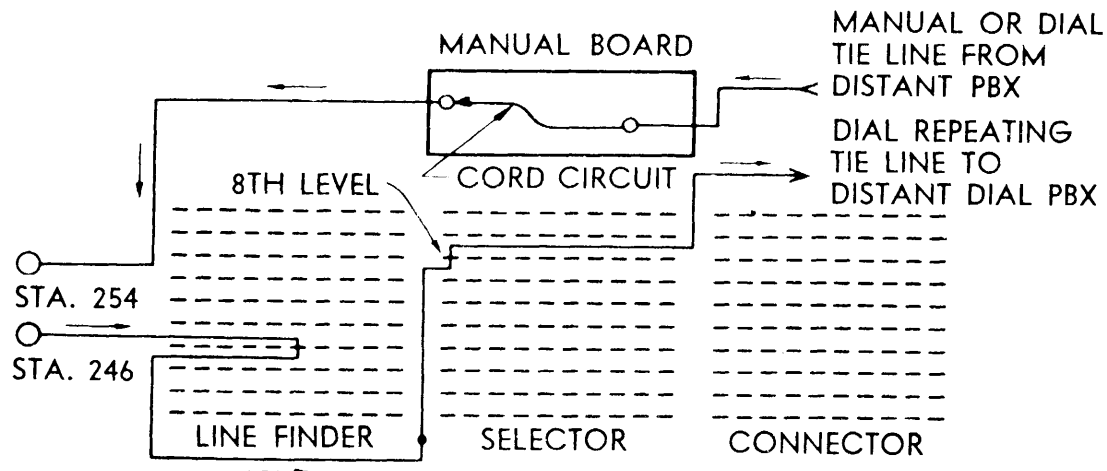 MANUAL BOARD
MANUAL OR DIAL
TIE LINE FROM
DISTANT PBX
DIAL REPEATING
TIE LINE TO
DISTANT DIAL PBX
8TH LEVEL
CORD CIRCUIT
STA. 254
STA. 246
LINE FINDER
SELECTOR
CONNECTOR